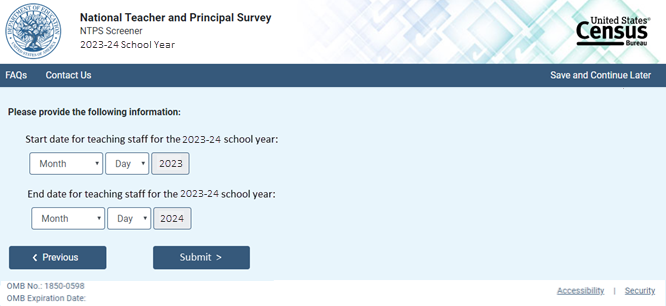 National Teacher and Principal Survey
NTPS Screener
2023-24 School Year
United States®
Census
Bureau
FAQs Contact Us Save and Continue Later
Please provide the following information:
Start date for teaching staff for the 2023-24 school year:
Month Day 2023
End date for teaching staff for the 2023-24 school year:
Month Day 2024
< Previous Submit >
OMB No.: 1850-0598
Accessibility | Security
OMB Expiration Date: